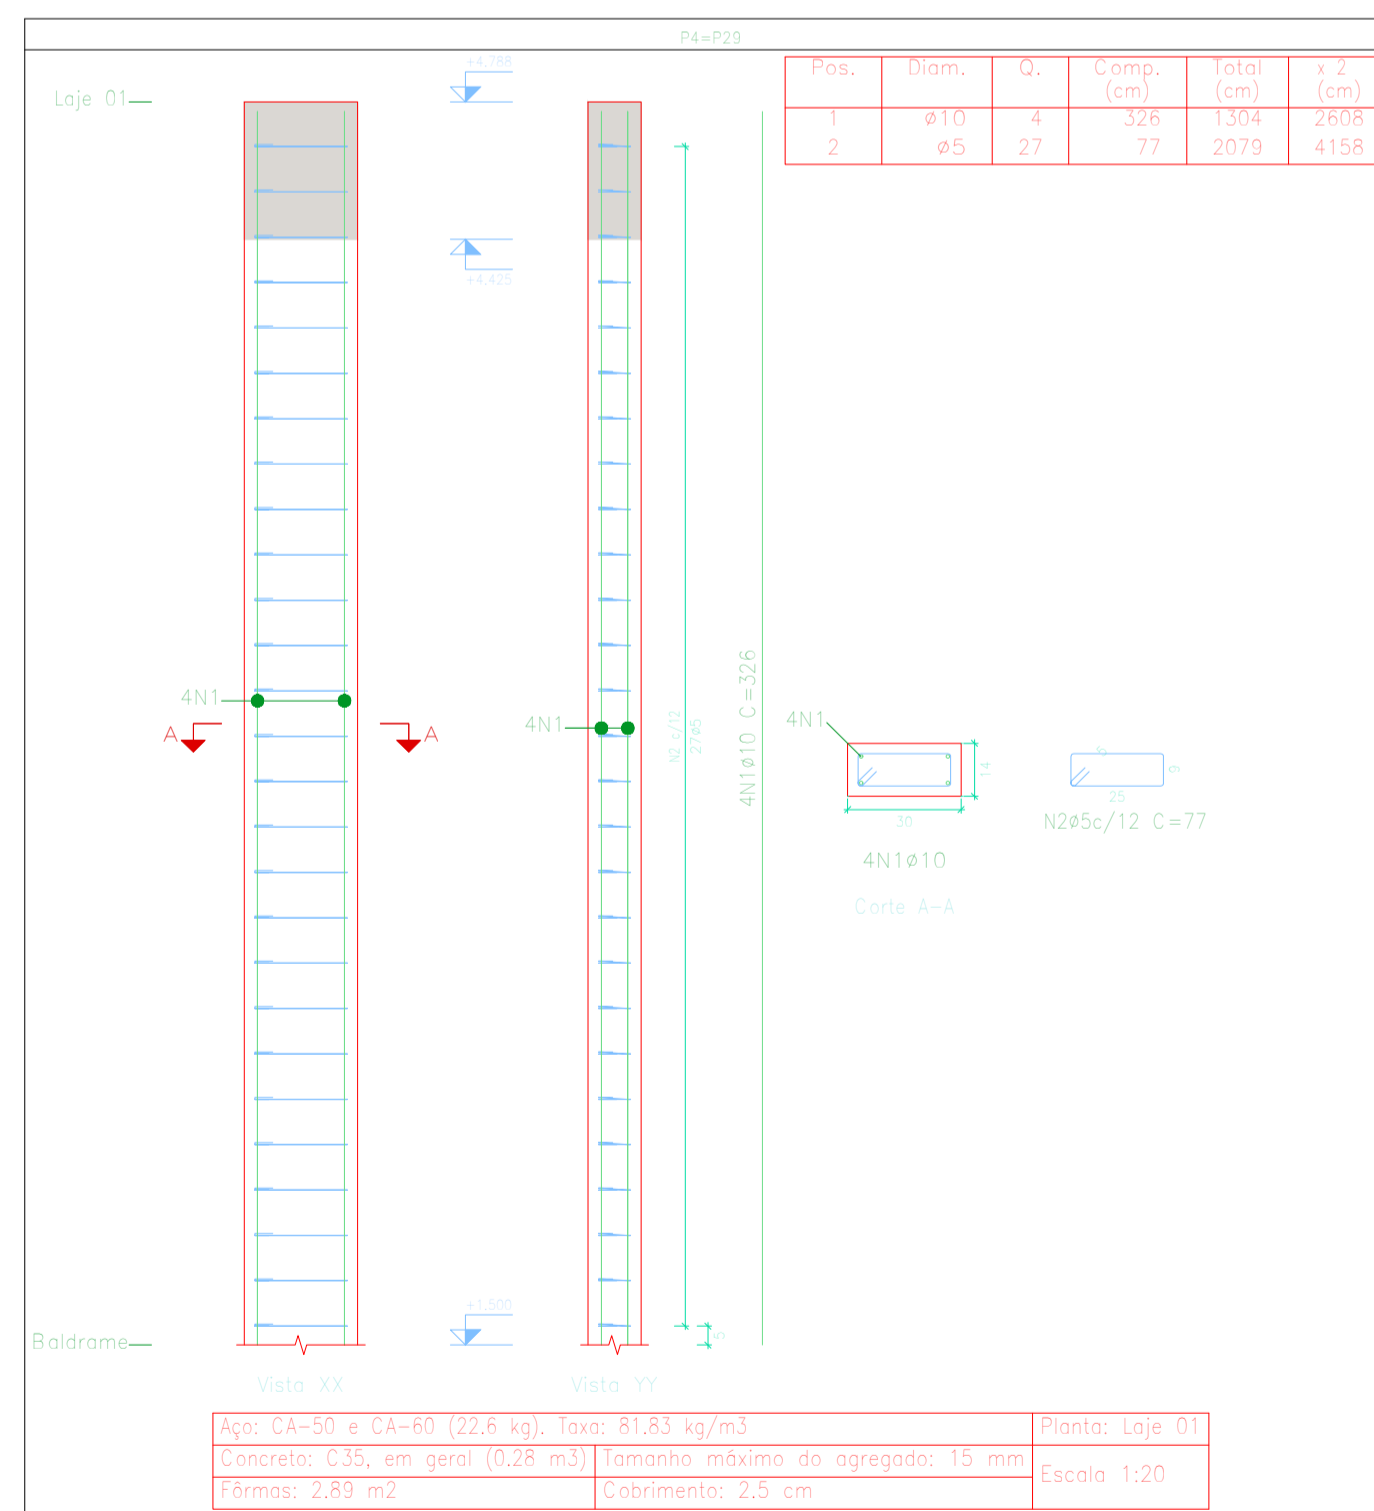 P4=P29
Pos. Diam. Q. Comp. (cm) Total (cm) x 2 (cm)
1 ø10 4 326 1304 2608
2 ø5 27 77 2079 4158
+4.788
Laje 01
+4.425
4N1
A A
4N1
N2 c/12
27ø5
4N1ø10 C=326
4N1
14
30
4N1ø10
Corte A-A
5
9
25
N2ø5c/12 C=77
+1.500
5
Baldrame
Vista XX
Vista YY
Aço: CA-50 e CA-60 (22.6 kg). Taxa: 81.83 kg/m3
Planta: Laje 01
Concreto: C35, em geral (0.28 m3)
Tamanho máximo do agregado: 15 mm
Escala 1:20
Fôrmas: 2.89 m2
Cobrimento: 2.5 cm